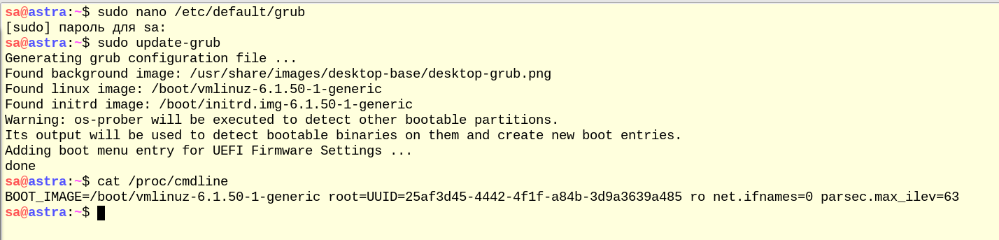 sa@astra:~$ sudo nano /etc/default/grub
[sudo] пароль для sa:
sa@astra:~$ sudo update-grub
Generating grub configuration file ...
Found background image: /usr/share/images/desktop-base/desktop-grub.png
Found linux image: /boot/vmlinuz-6.1.50-1-generic
Found initrd image: /boot/initrd.img-6.1.50-1-generic
Warning: os-prober will be executed to detect other bootable partitions.
Its output will be used to detect bootable binaries on them and create new boot entries.
Adding boot menu entry for UEFI Firmware Settings ...
done
sa@astra:~$ cat /proc/cmdline
BOOT_IMAGE=/boot/vmlinuz-6.1.50-1-generic root=UUID=25af3d45-4442-4f1f-a84b-3d9a3639a485 ro net.ifnames=0 parsec.max_ilev=63
sa@astra:~$